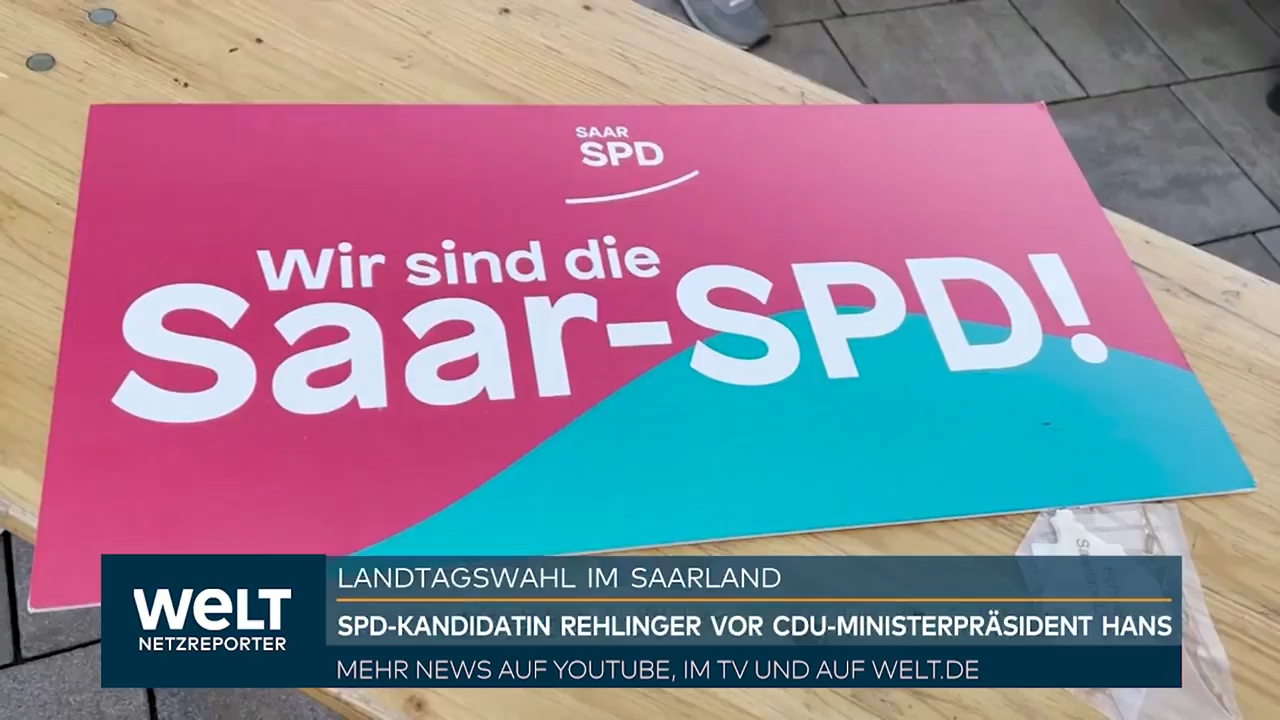 SAAR
SPD
Wir sind die
Saar-SPD!
WELT
NETZREPORTER
LANDTAGSWAHL IM SAARLAND
SPD-KANDIDATIN REHLINGER VOR CDU-MINISTERPRÄSIDENT HANS
MEHR NEWS AUF YOUTUBE, IM TV UND AUF WELT.DE